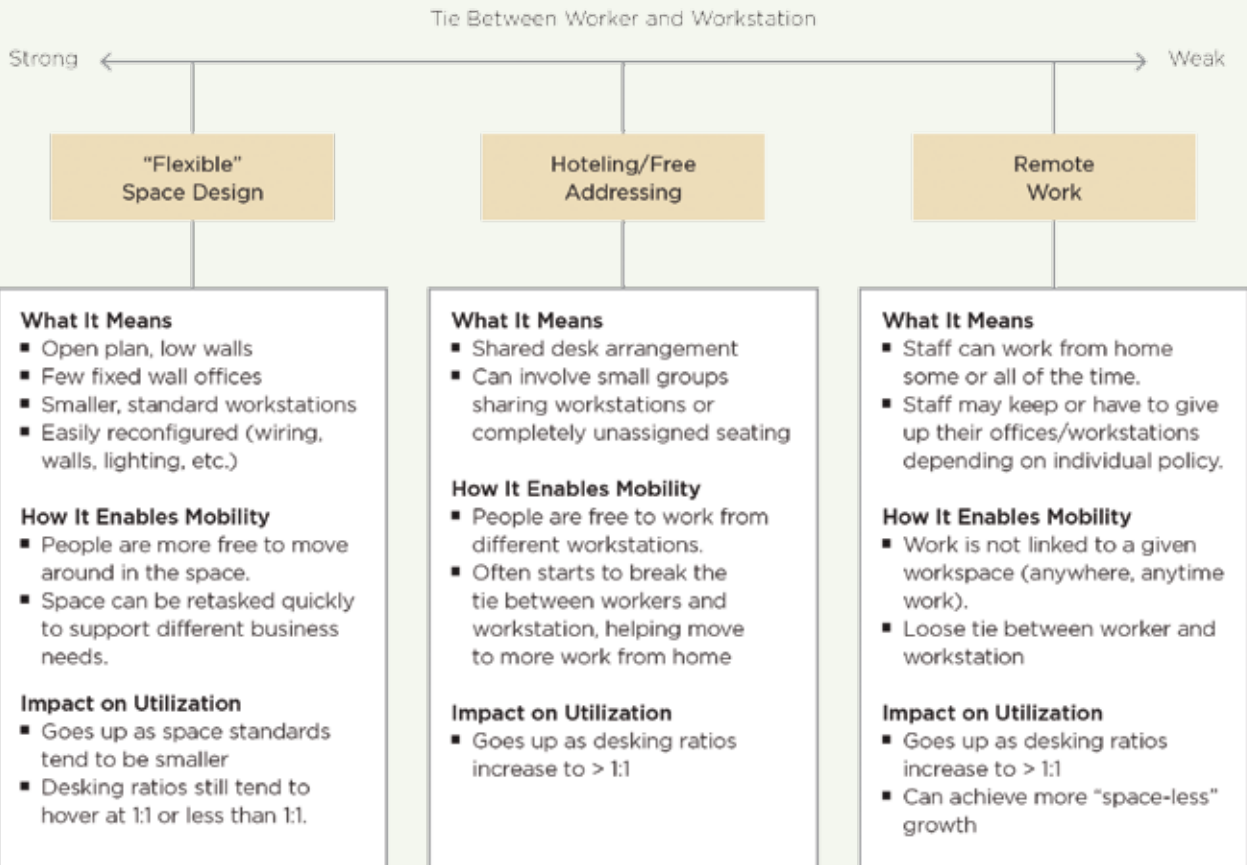 Tie Between Worker and Workstation
Strong
Weak
“Flexible”
Space Design
Hoteling/Free
Addressing
Remote
Work
What It Means
▪ Open plan, low walls
▪ Few fixed wall offices
▪ Smaller, standard workstations
▪ Easily reconfigured (wiring,
walls, lighting, etc.)
How It Enables Mobility
▪ People are more free to move
around in the space.
▪ Space can be retasked quickly
to support different business
needs.
Impact on Utilization
▪ Goes up as space standards
tend to be smaller
▪ Desking ratios still tend to
hover at 1:1 or less than 1:1.
What It Means
▪ Shared desk arrangement
▪ Can involve small groups
sharing workstations or
completely unassigned seating
How It Enables Mobility
▪ People are free to work from
different workstations.
▪ Often starts to break the
tie between workers and
workstation, helping move
to more work from home
Impact on Utilization
▪ Goes up as desking ratios
increase to > 1:1
What It Means
▪ Staff can work from home
some or all of the time.
▪ Staff may keep or have to give
up their offices/workstations
depending on individual policy.
How It Enables Mobility
▪ Work is not linked to a given
workspace (anywhere, anytime
work).
▪ Loose tie between worker and
workstation
Impact on Utilization
▪ Goes up as desking ratios
increase to > 1:1
▪ Can achieve more “space-less”
growth